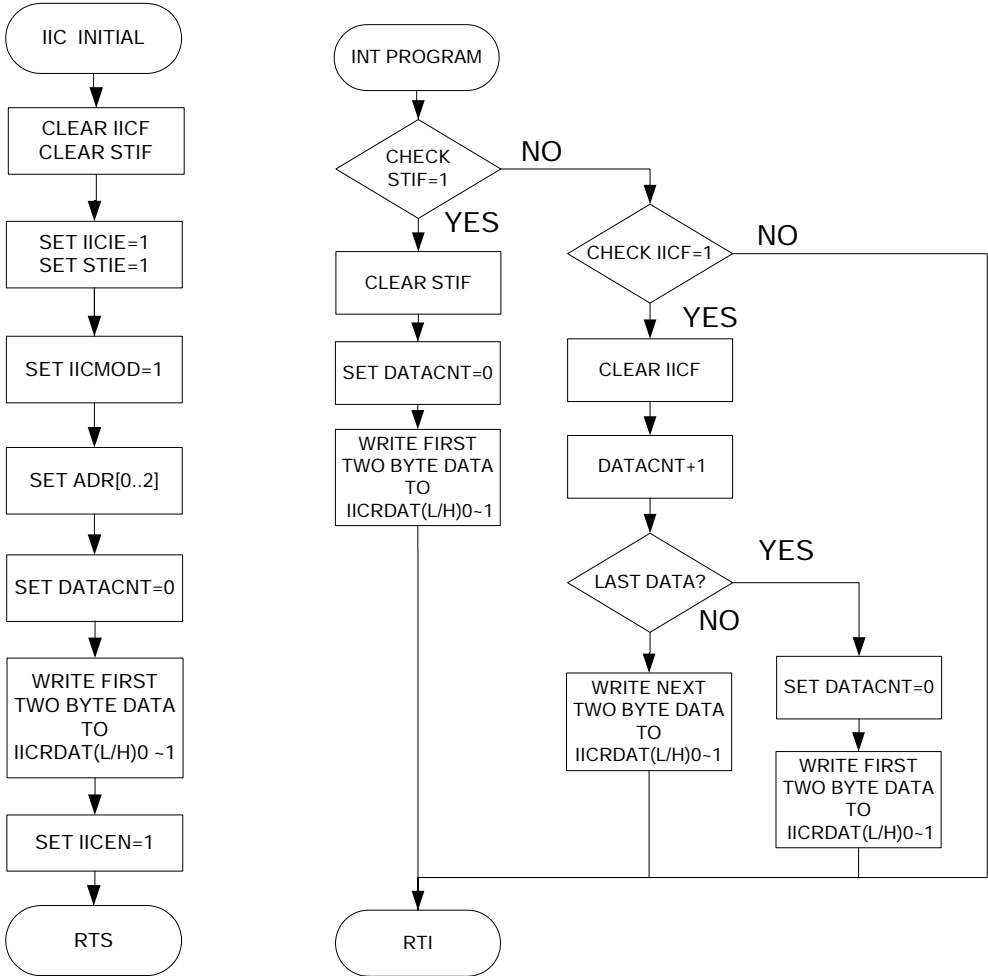 IIC INITIAL
CLEAR IICF
CLEAR STIF
SET IICIE=1
SET STIE=1
SET IICMOD=1
SET ADR[0..2]
SET DATACNT=0
WRITE FIRST
TWO BYTE DATA
TO
IICRDAT(L/H)0 ~1
SET IICEN=1
RTS
INT PROGRAM
CHECK
STIF=1
NO
YES
CLEAR STIF
SET DATACNT=0
WRITE FIRST
TWO BYTE DATA
TO
IICRDAT(L/H)0~1
CHECK IICF=1
NO
YES
CLEAR IICF
DATACNT+1
LAST DATA?
YES
NO
WRITE NEXT
TWO BYTE DATA
TO
IICRDAT(L/H)0~1
SET DATACNT=0
WRITE FIRST
TWO BYTE DATA
TO
IICRDAT(L/H)0~1
RTI